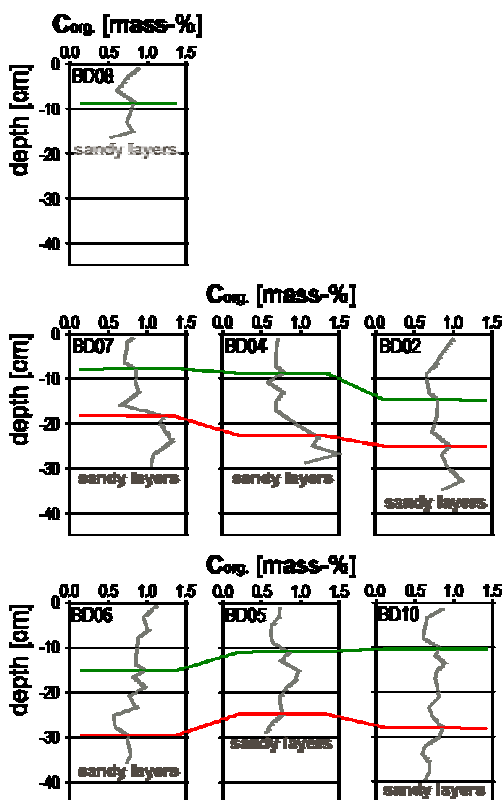 Corg. [mass-%]
0.0 0.5 1.0 1.5
depth [cm]
0
-10
-20
-30
-40
BD08
sandy layers
Corg. [mass-%]
0.0 0.5 1.0 1.5 0.0 0.5 1.0 1.5 0.0 0.5 1.0 1.5
depth [cm]
0
-10
-20
-30
-40
BD07 BD04 BD02
sandy layers sandy layers sandy layers
Corg. [mass-%]
0.0 0.5 1.0 1.5 0.0 0.5 1.0 1.5 0.0 0.5 1.0 1.5
depth [cm]
0
-10
-20
-30
-40
BD06 BD05 BD10
sandy layers sandy layers sandy layers